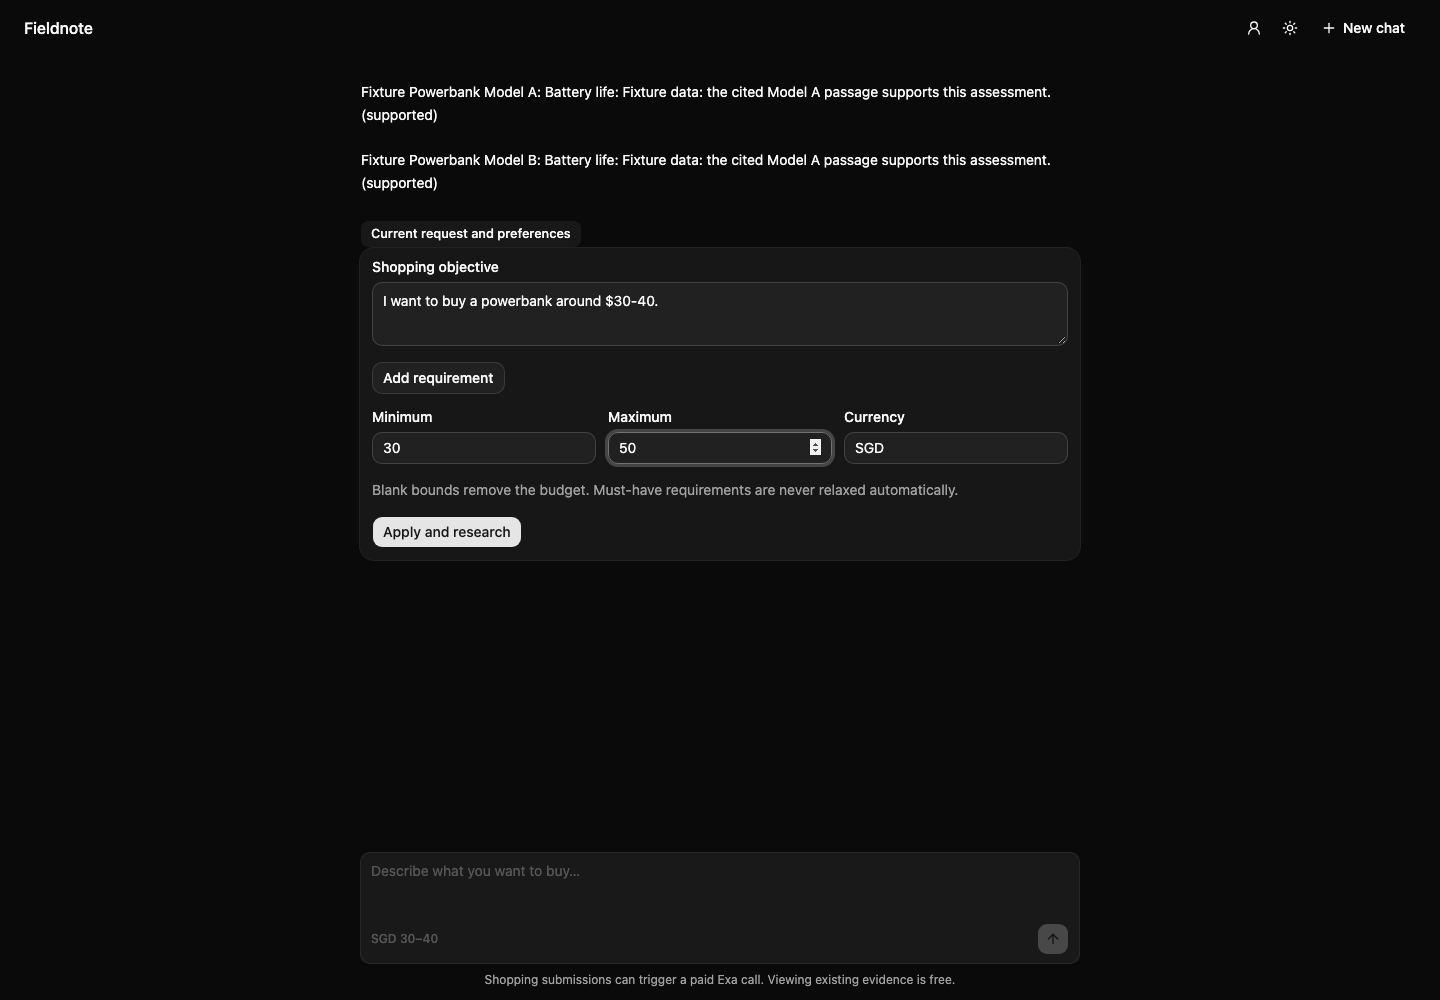 Fieldnote
New chat
Fixture Powerbank Model A: Battery life: Fixture data: the cited Model A passage supports this assessment.
(supported)
Fixture Powerbank Model B: Battery life: Fixture data: the cited Model A passage supports this assessment.
(supported)
Current request and preferences
Shopping objective
I want to buy a powerbank around $30-40.
Add requirement
Minimum Maximum Currency
30 50 SGD
Blank bounds remove the budget. Must-have requirements are never relaxed automatically.
Apply and research
Describe what you want to buy...
SGD 30–40
Shopping submissions can trigger a paid Exa call. Viewing existing evidence is free.